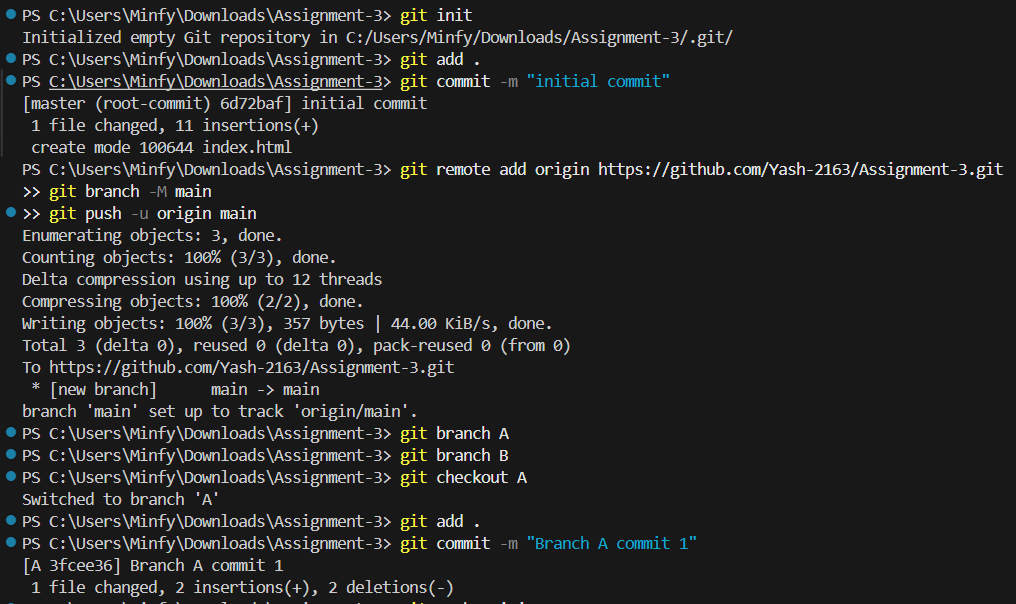 PS C:\Users\Minfy\Downloads\Assignment-3> git init
Initialized empty Git repository in C:/Users/Minfy/Downloads/Assignment-3/.git/
PS C:\Users\Minfy\Downloads\Assignment-3> git add .
PS C:\Users\Minfy\Downloads\Assignment-3> git commit -m "initial commit"
[master (root-commit) 6d72baf] initial commit
 1 file changed, 11 insertions(+)
 create mode 100644 index.html
PS C:\Users\Minfy\Downloads\Assignment-3> git remote add origin https://github.com/Yash-2163/Assignment-3.git
>> git branch -M main
>> git push -u origin main
Enumerating objects: 3, done.
Counting objects: 100% (3/3), done.
Delta compression using up to 12 threads
Compressing objects: 100% (2/2), done.
Writing objects: 100% (3/3), 357 bytes | 44.00 KiB/s, done.
Total 3 (delta 0), reused 0 (delta 0), pack-reused 0 (from 0)
To https://github.com/Yash-2163/Assignment-3.git
 * [new branch]      main -> main
branch 'main' set up to track 'origin/main'.
PS C:\Users\Minfy\Downloads\Assignment-3> git branch A
PS C:\Users\Minfy\Downloads\Assignment-3> git branch B
PS C:\Users\Minfy\Downloads\Assignment-3> git checkout A
Switched to branch 'A'
PS C:\Users\Minfy\Downloads\Assignment-3> git add .
PS C:\Users\Minfy\Downloads\Assignment-3> git commit -m "Branch A commit 1"
[A 3fcee36] Branch A commit 1
 1 file changed, 2 insertions(+), 2 deletions(-)